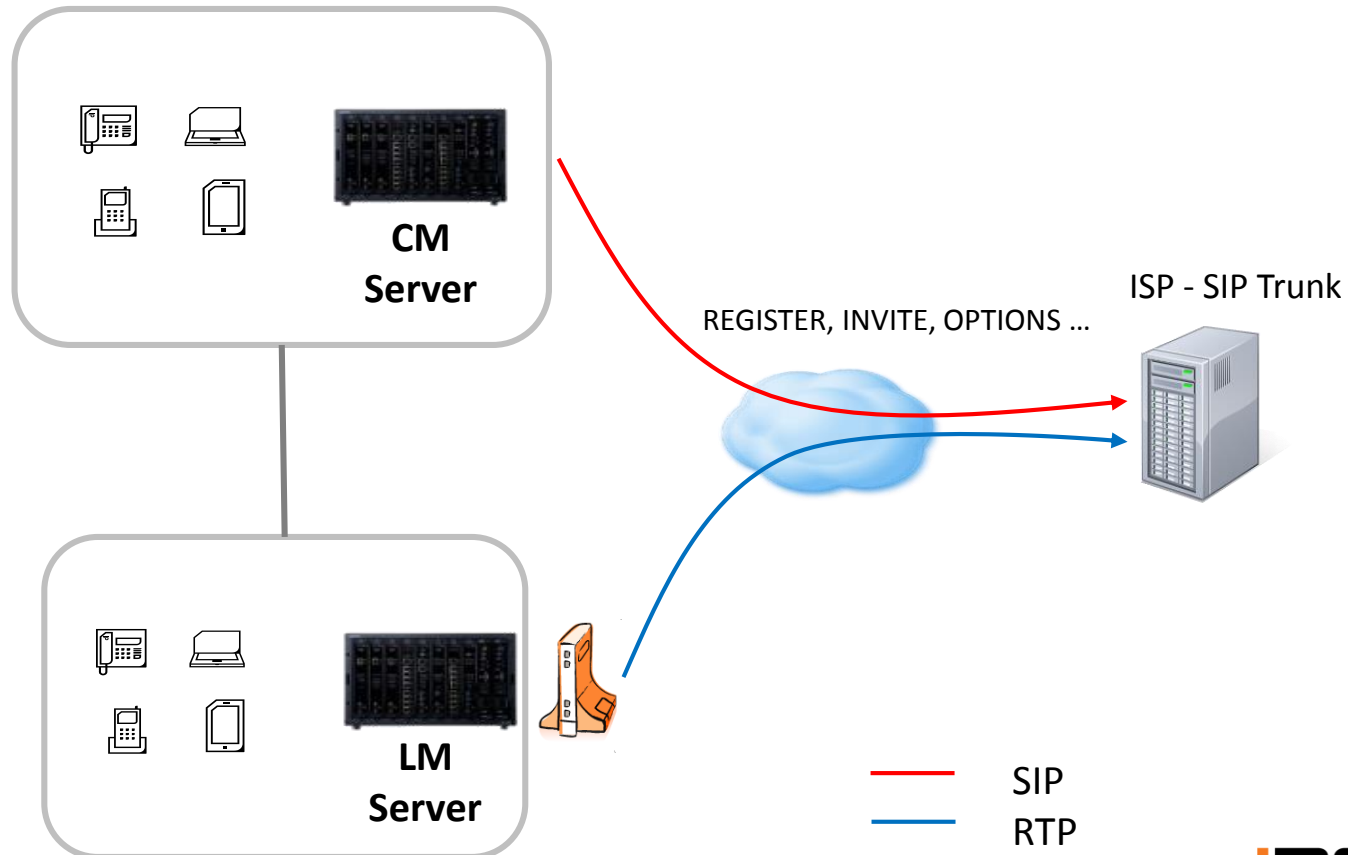 CM
Server
REGISTER, INVITE, OPTIONS ...
ISP - SIP Trunk
LM
Server
SIP
RTP